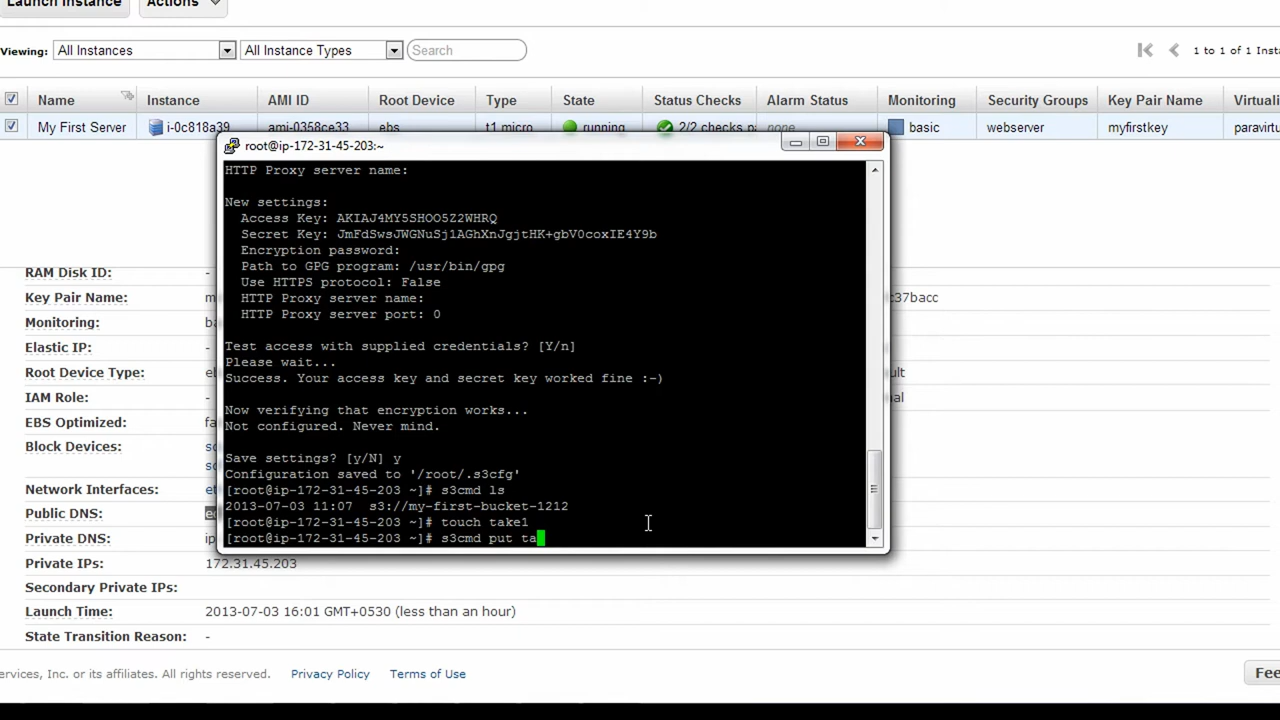 Launch Instance Actions
Viewing: All Instances All Instance Types Search 1 to 1 of 1
Name Instance AMI ID Root Device Type State Status Checks Alarm Status Monitoring Security Groups Key Pair Name
My First Server i-0c818a39 ami-0358ce33 ebs t1.micro running 2/2 checks none basic webserver myfirstkey
root@ip-172-31-45-203:~
HTTP Proxy server name:
New settings:
Access Key: AKIAJ4MY5SHOO5Z2WHRQ
Secret Key: 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
Encryption password:
Path to GPG program: /usr/bin/gpg
Use HTTPS protocol: False
HTTP Proxy server name:
HTTP Proxy server port: 0
Test access with supplied credentials? [Y/n]
Please wait...
Success. Your access key and secret key worked fine :-)
Now verifying that encryption works...
Not configured. Never mind.
Save settings? [y/N] y
Configuration saved to '/root/.s3cfg'
[root@ip-172-31-45-203 ~]# s3cmd ls
2013-07-03 11:07 s3://my-first-bucket-1212
[root@ip-172-31-45-203 ~]# touch take1
[root@ip-172-31-45-203 ~]# s3cmd put ta
RAM Disk ID: -
Key Pair Name:
c37bacc
Monitoring:
Elastic IP: -
Root Device Type:
IAM Role: -
EBS Optimized:
Block Devices:
Network Interfaces:
Public DNS:
Private DNS:
Private IPs: 172.31.45.203
Secondary Private IPs:
Launch Time: 2013-07-03 16:01 GMT+0530 (less than an hour)
State Transition Reason: -
Services, Inc. or its affiliates. All rights reserved. Privacy Policy Terms of Use